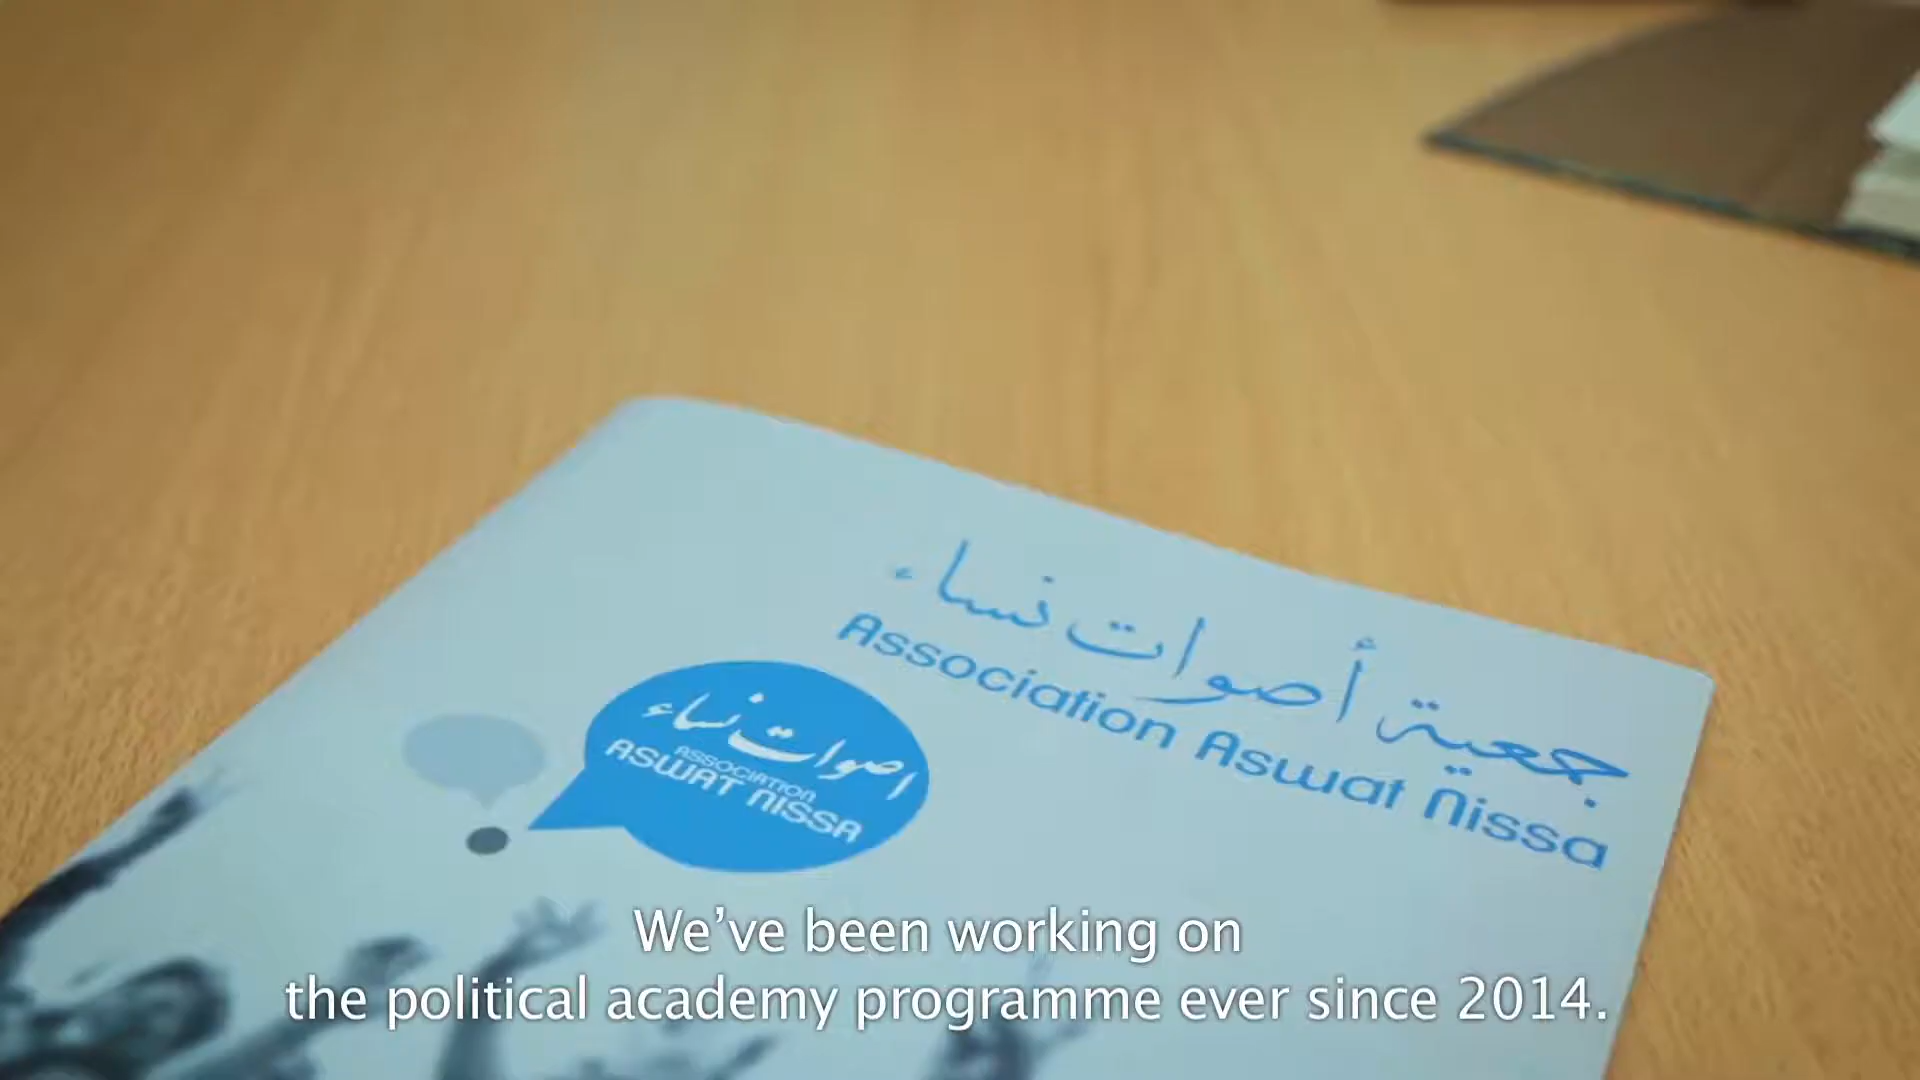 جمعية أصوات نساء
Association Aswat Nissa
اصوات نساء
ASSOCIATION
ASWAT NISSA
We’ve been working on
the political academy programme ever since 2014.